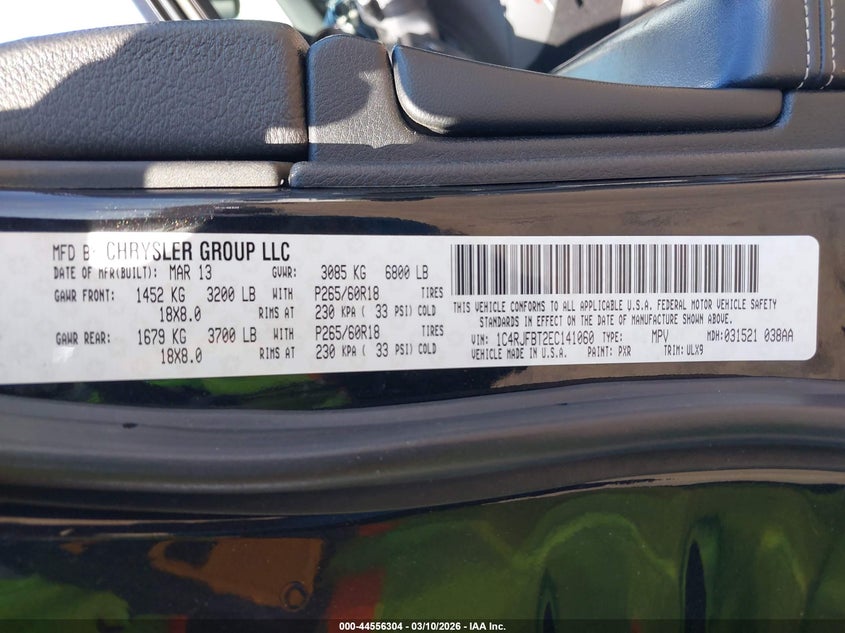 MFD B CHRYSLER GROUP LLC
DATE OF MFR(BUILT): MAR 13 GVWR: 3085 KG 6800 LB
GAWR FRONT: 1452 KG 3200 LB WITH P265/60R18 TIRES
18X8.0 RIMS AT 230 KPA ( 33 PSI) COLD
GAWR REAR: 1679 KG 3700 LB WITH P265/60R18 TIRES
18X8.0 RIMS AT 230 KPA ( 33 PSI) COLD
THIS VEHICLE CONFORMS TO ALL APPLICABLE U.S.A. FEDERAL MOTOR VEHICLE SAFETY
STANDARDS IN EFFECT ON THE DATE OF MANUFACTURE SHOWN ABOVE.
VIN: 1C4RJFBT2EC141060 TYPE: MPV MDH:031521 038AA
VEHICLE MADE IN U.S.A. PAINT: PXR TRIM: ULX9
000-44556304 — 03/10/2026 — IAA Inc.